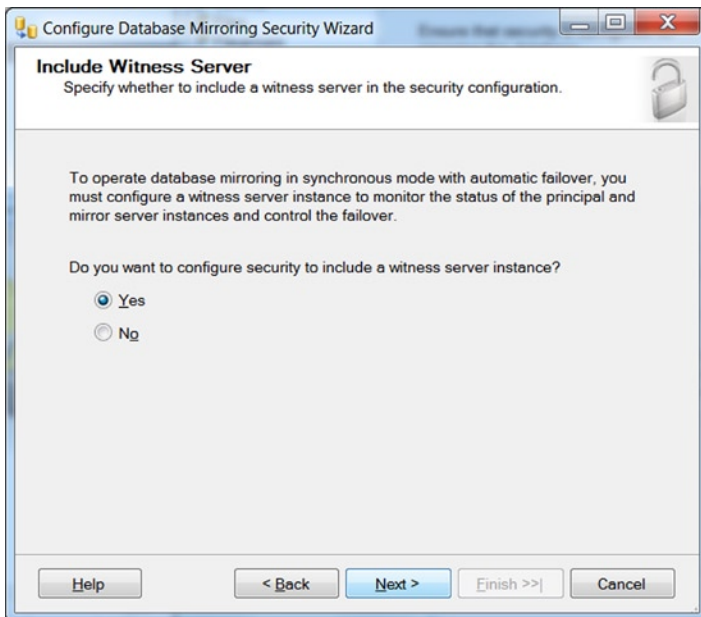 Configure Database Mirroring Security Wizard
Include Witness Server
Specify whether to include a witness server in the security configuration.
To operate database mirroring in synchronous mode with automatic failover, you
must configure a witness server instance to monitor the status of the principal and
mirror server instances and control the failover.
Do you want to configure security to include a witness server instance?
Yes
No
Help
< Back
Next >
Finish >>|
Cancel